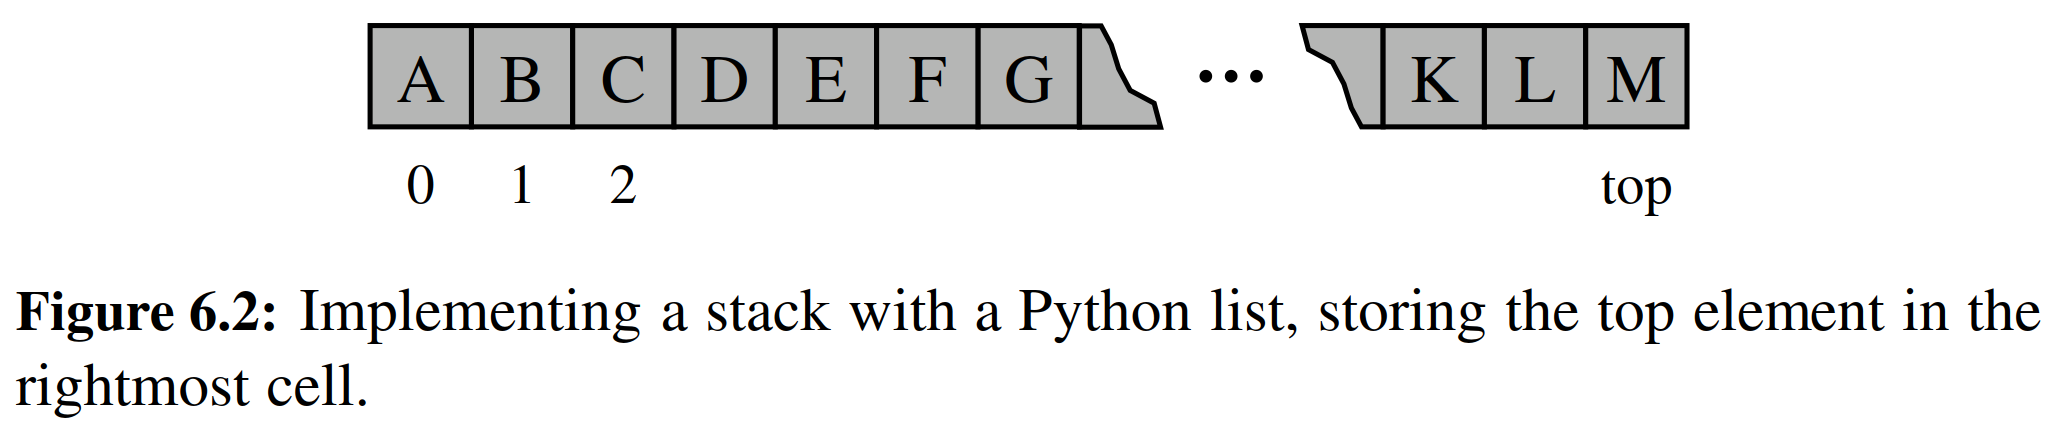 A B C D E F G ••• K L M
0 1 2 top
Figure 6.2: Implementing a stack with a Python list, storing the top element in the
rightmost cell.